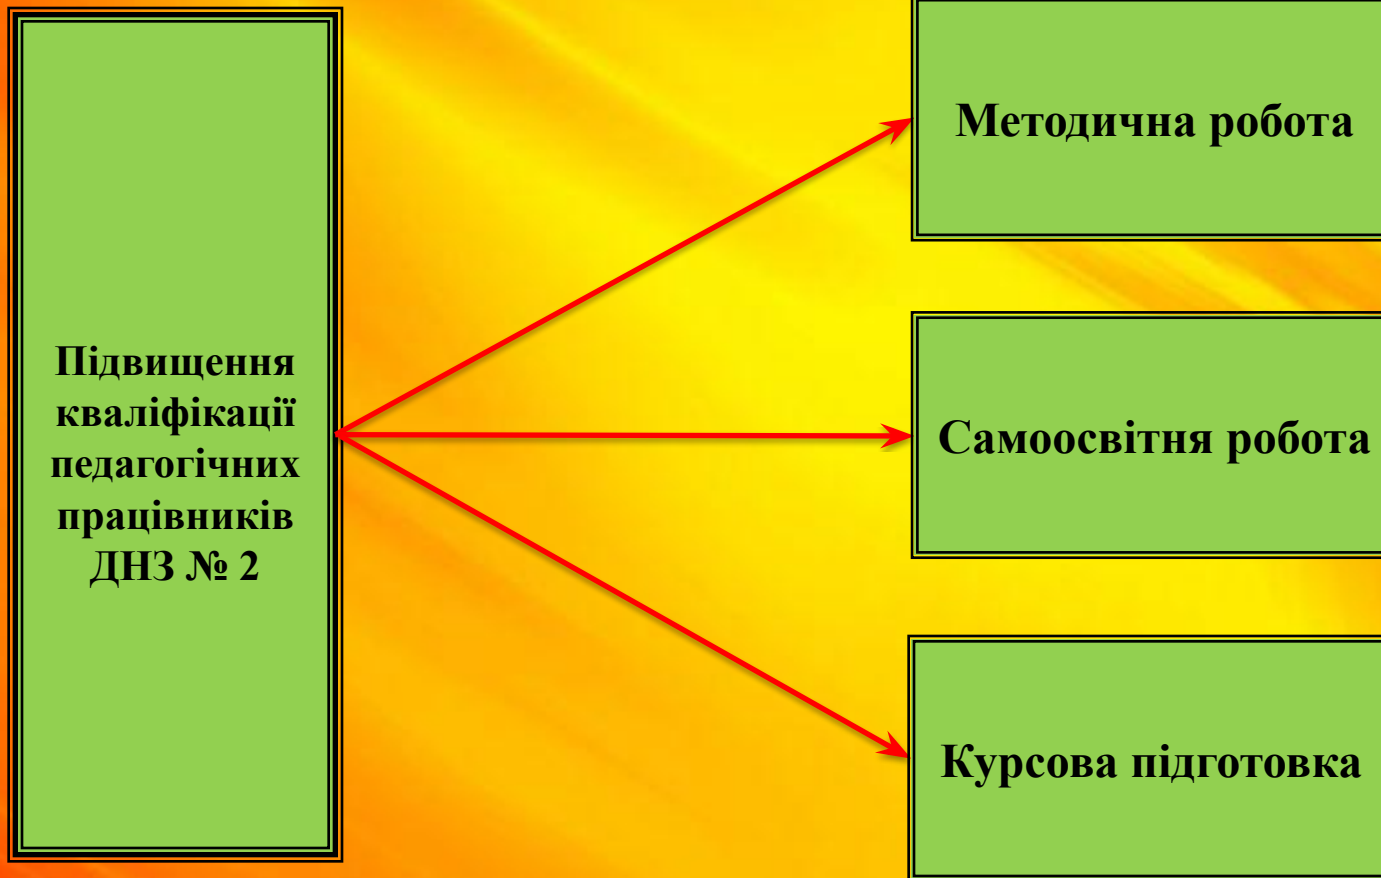 Підвищення
кваліфікації
педагогічних
працівників
ДНЗ № 2
Методична робота
Самоосвітня робота
Курсова підготовка